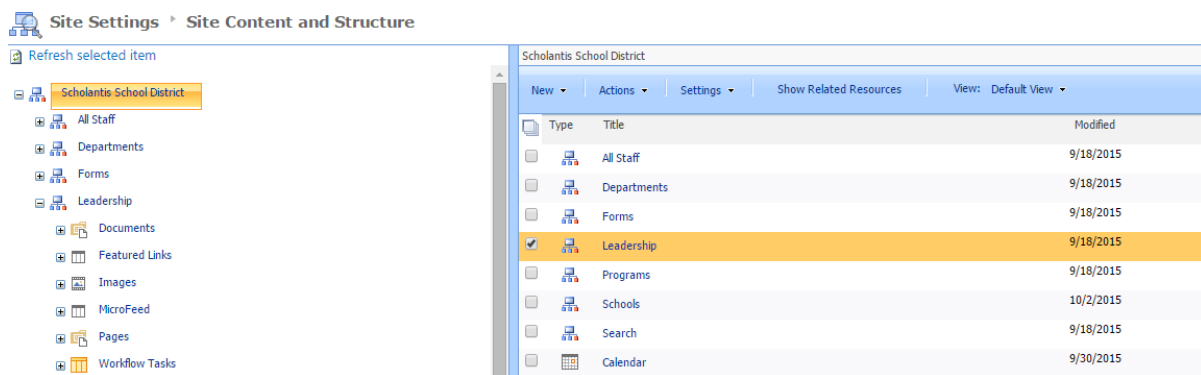 Site Settings ▸ Site Content and Structure
Refresh selected item
Scholantis School District
All Staff
Departments
Forms
Leadership
Documents
Featured Links
Images
MicroFeed
Pages
Workflow Tasks
Scholantis School District
New Actions Settings Show Related Resources View: Default View
Type Title Modified
All Staff 9/18/2015
Departments 9/18/2015
Forms 9/18/2015
Leadership 9/18/2015
Programs 9/18/2015
Schools 10/2/2015
Search 9/18/2015
Calendar 9/30/2015